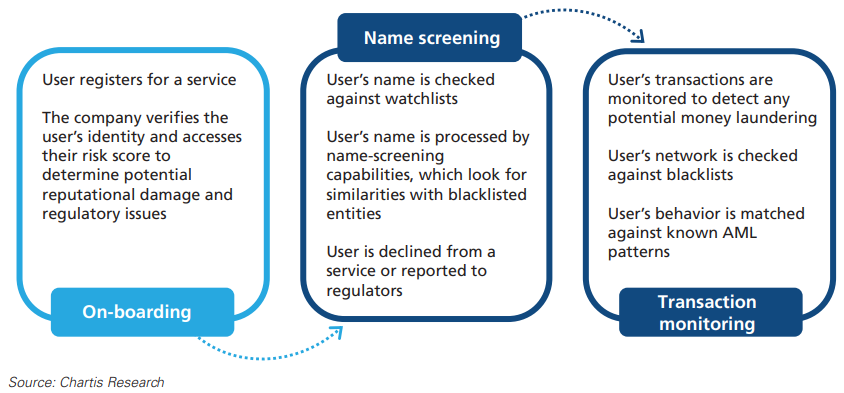 User registers for a service
The company verifies the
user's identity and accesses
their risk score to
determine potential
reputational damage and
regulatory issues
On-boarding
Name screening
User's name is checked
against watchlists
User's name is processed by
name-screening
capabilities, which look for
similarities with blacklisted
entities
User is declined from a
service or reported to
regulators
User's transactions are
monitored to detect any
potential money laundering
User's network is checked
against blacklists
User's behavior is matched
against known AML
patterns
Transaction
monitoring
Source: Chartis Research